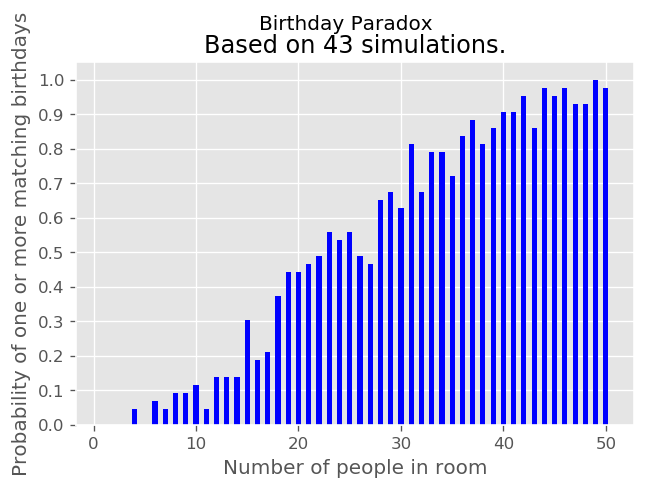 Birthday Paradox
Based on 43 simulations.
Probability of one or more matching birthdays
1.0
0.9
0.8
0.7
0.6
0.5
0.4
0.3
0.2
0.1
0.0
0 10 20 30 40 50
Number of people in room